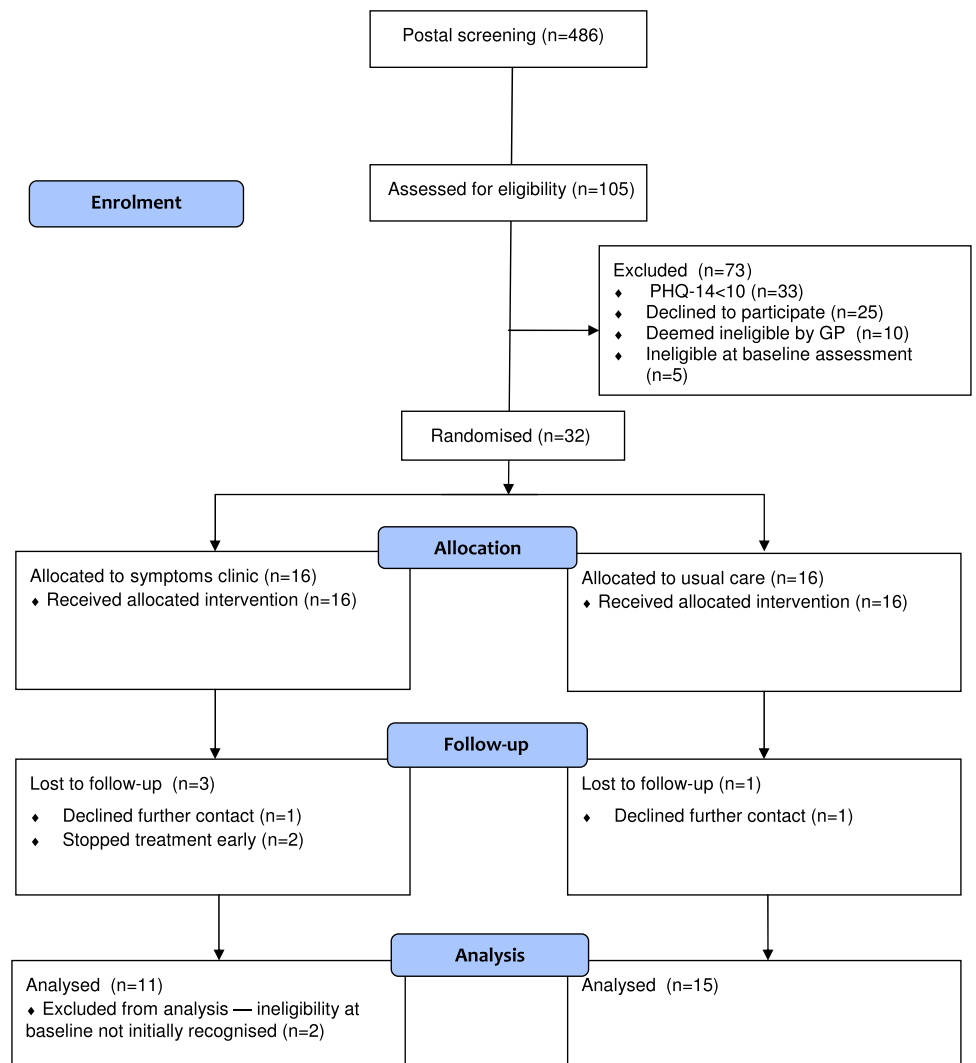 Postal screening (n=486)
Assessed for eligibility (n=105)
Enrolment
Excluded (n=73)
♦ PHQ-14<10 (n=33)
♦ Declined to participate (n=25)
♦ Deemed ineligible by GP (n=10)
♦ Ineligible at baseline assessment
(n=5)
Randomised (n=32)
Allocation
Allocated to symptoms clinic (n=16)
♦ Received allocated intervention (n=16)
Allocated to usual care (n=16)
♦ Received allocated intervention (n=16)
Follow-up
Lost to follow-up (n=3)
♦ Declined further contact (n=1)
♦ Stopped treatment early (n=2)
Lost to follow-up (n=1)
♦ Declined further contact (n=1)
Analysis
Analysed (n=11)
♦ Excluded from analysis — ineligibility at
baseline not initially recognised (n=2)
Analysed (n=15)